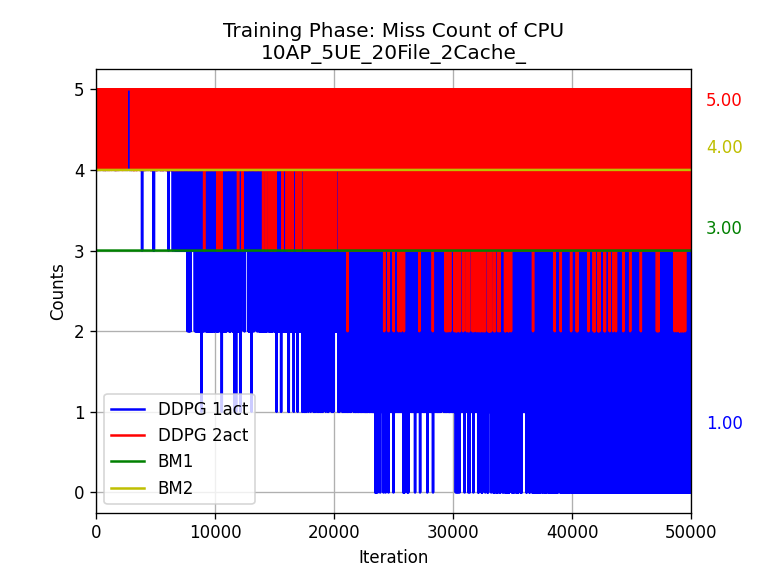 Training Phase: Miss Count of CPU
10AP_5UE_20File_2Cache_
5
4
3
2
1
0
Counts
5.00
4.00
3.00
1.00
DDPG 1act
DDPG 2act
BM1
BM2
0
10000
20000
30000
40000
50000
Iteration